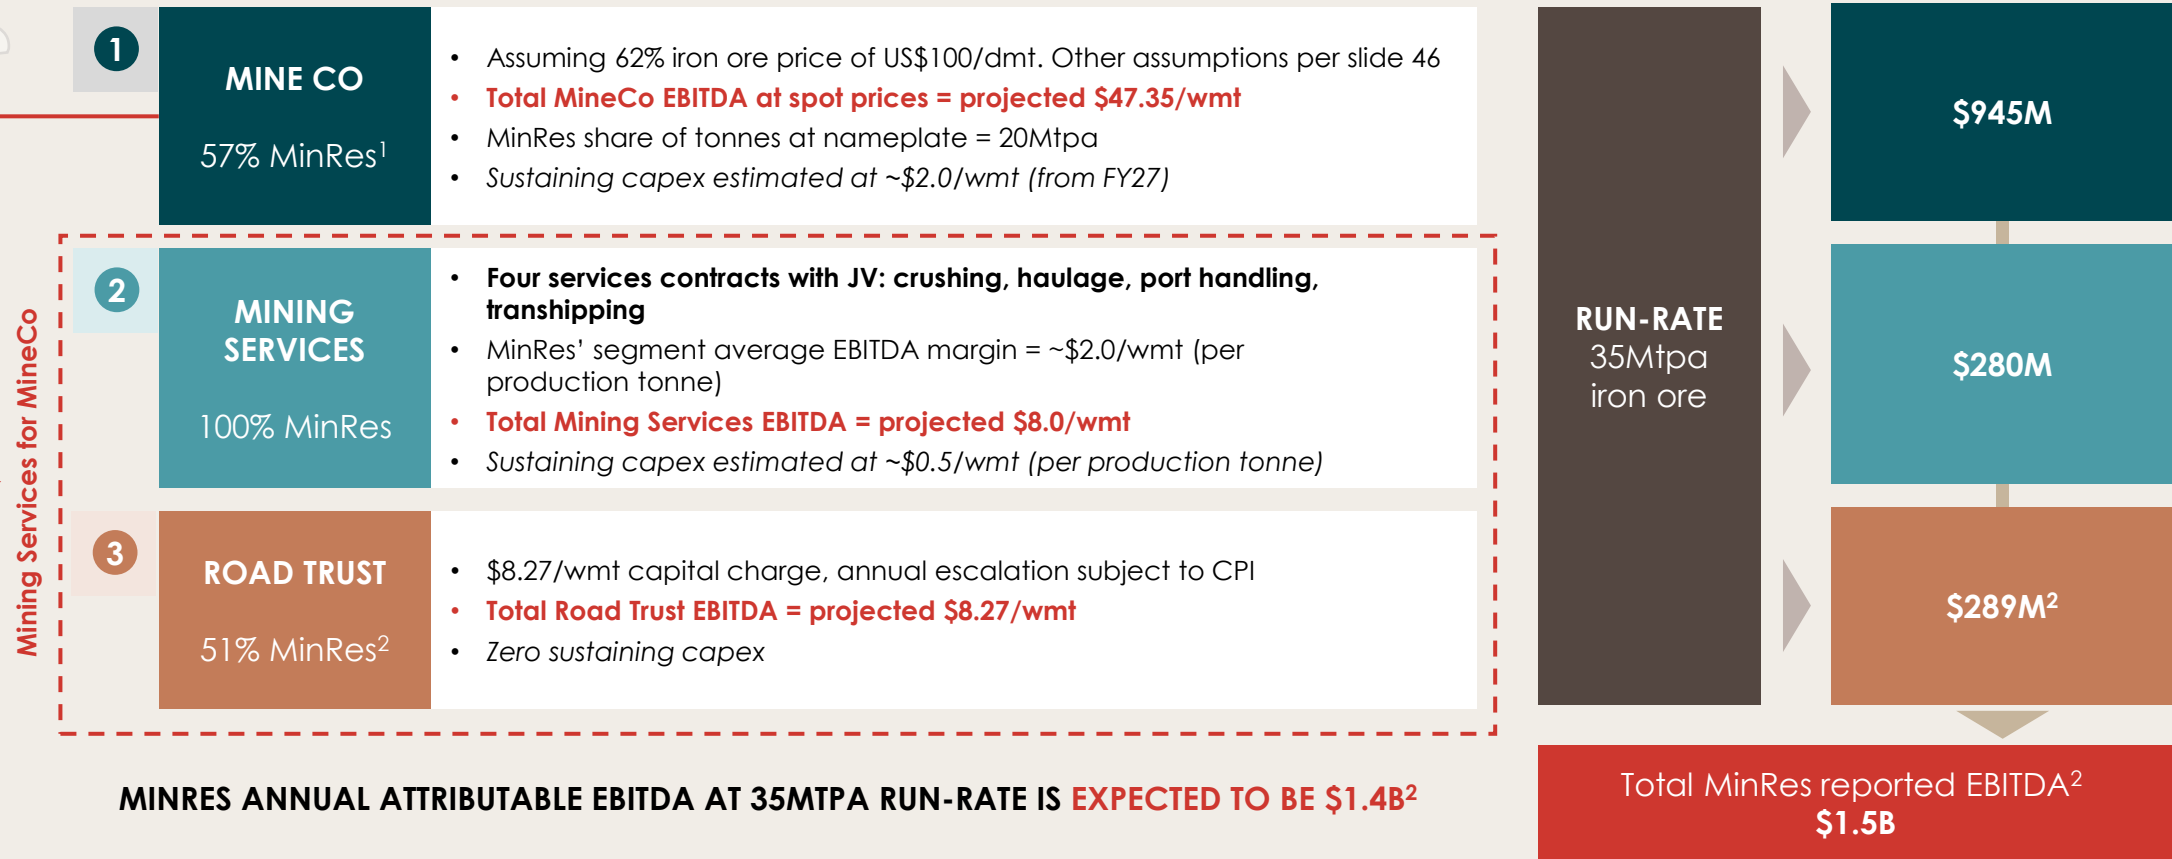 1
MINE CO
57% MinRes¹
• Assuming 62% iron ore price of US$100/dmt. Other assumptions per slide 46
• Total MineCo EBITDA at spot prices = projected $47.35/wmt
• MinRes share of tonnes at nameplate = 20Mtpa
• Sustaining capex estimated at ~$2.0/wmt (from FY27)
Mining Services for MineCo
2
MINING
SERVICES
100% MinRes
• Four services contracts with JV: crushing, haulage, port handling,
transhipping
• MinRes’ segment average EBITDA margin = ~$2.0/wmt (per
production tonne)
• Total Mining Services EBITDA = projected $8.0/wmt
• Sustaining capex estimated at ~$0.5/wmt (per production tonne)
3
ROAD TRUST
51% MinRes²
• $8.27/wmt capital charge, annual escalation subject to CPI
• Total Road Trust EBITDA = projected $8.27/wmt
• Zero sustaining capex
RUN-RATE
35Mtpa
iron ore
$945M
$280M
$289M²
MINRES ANNUAL ATTRIBUTABLE EBITDA AT 35MTPA RUN-RATE IS EXPECTED TO BE $1.4B²
Total MinRes reported EBITDA²
$1.5B